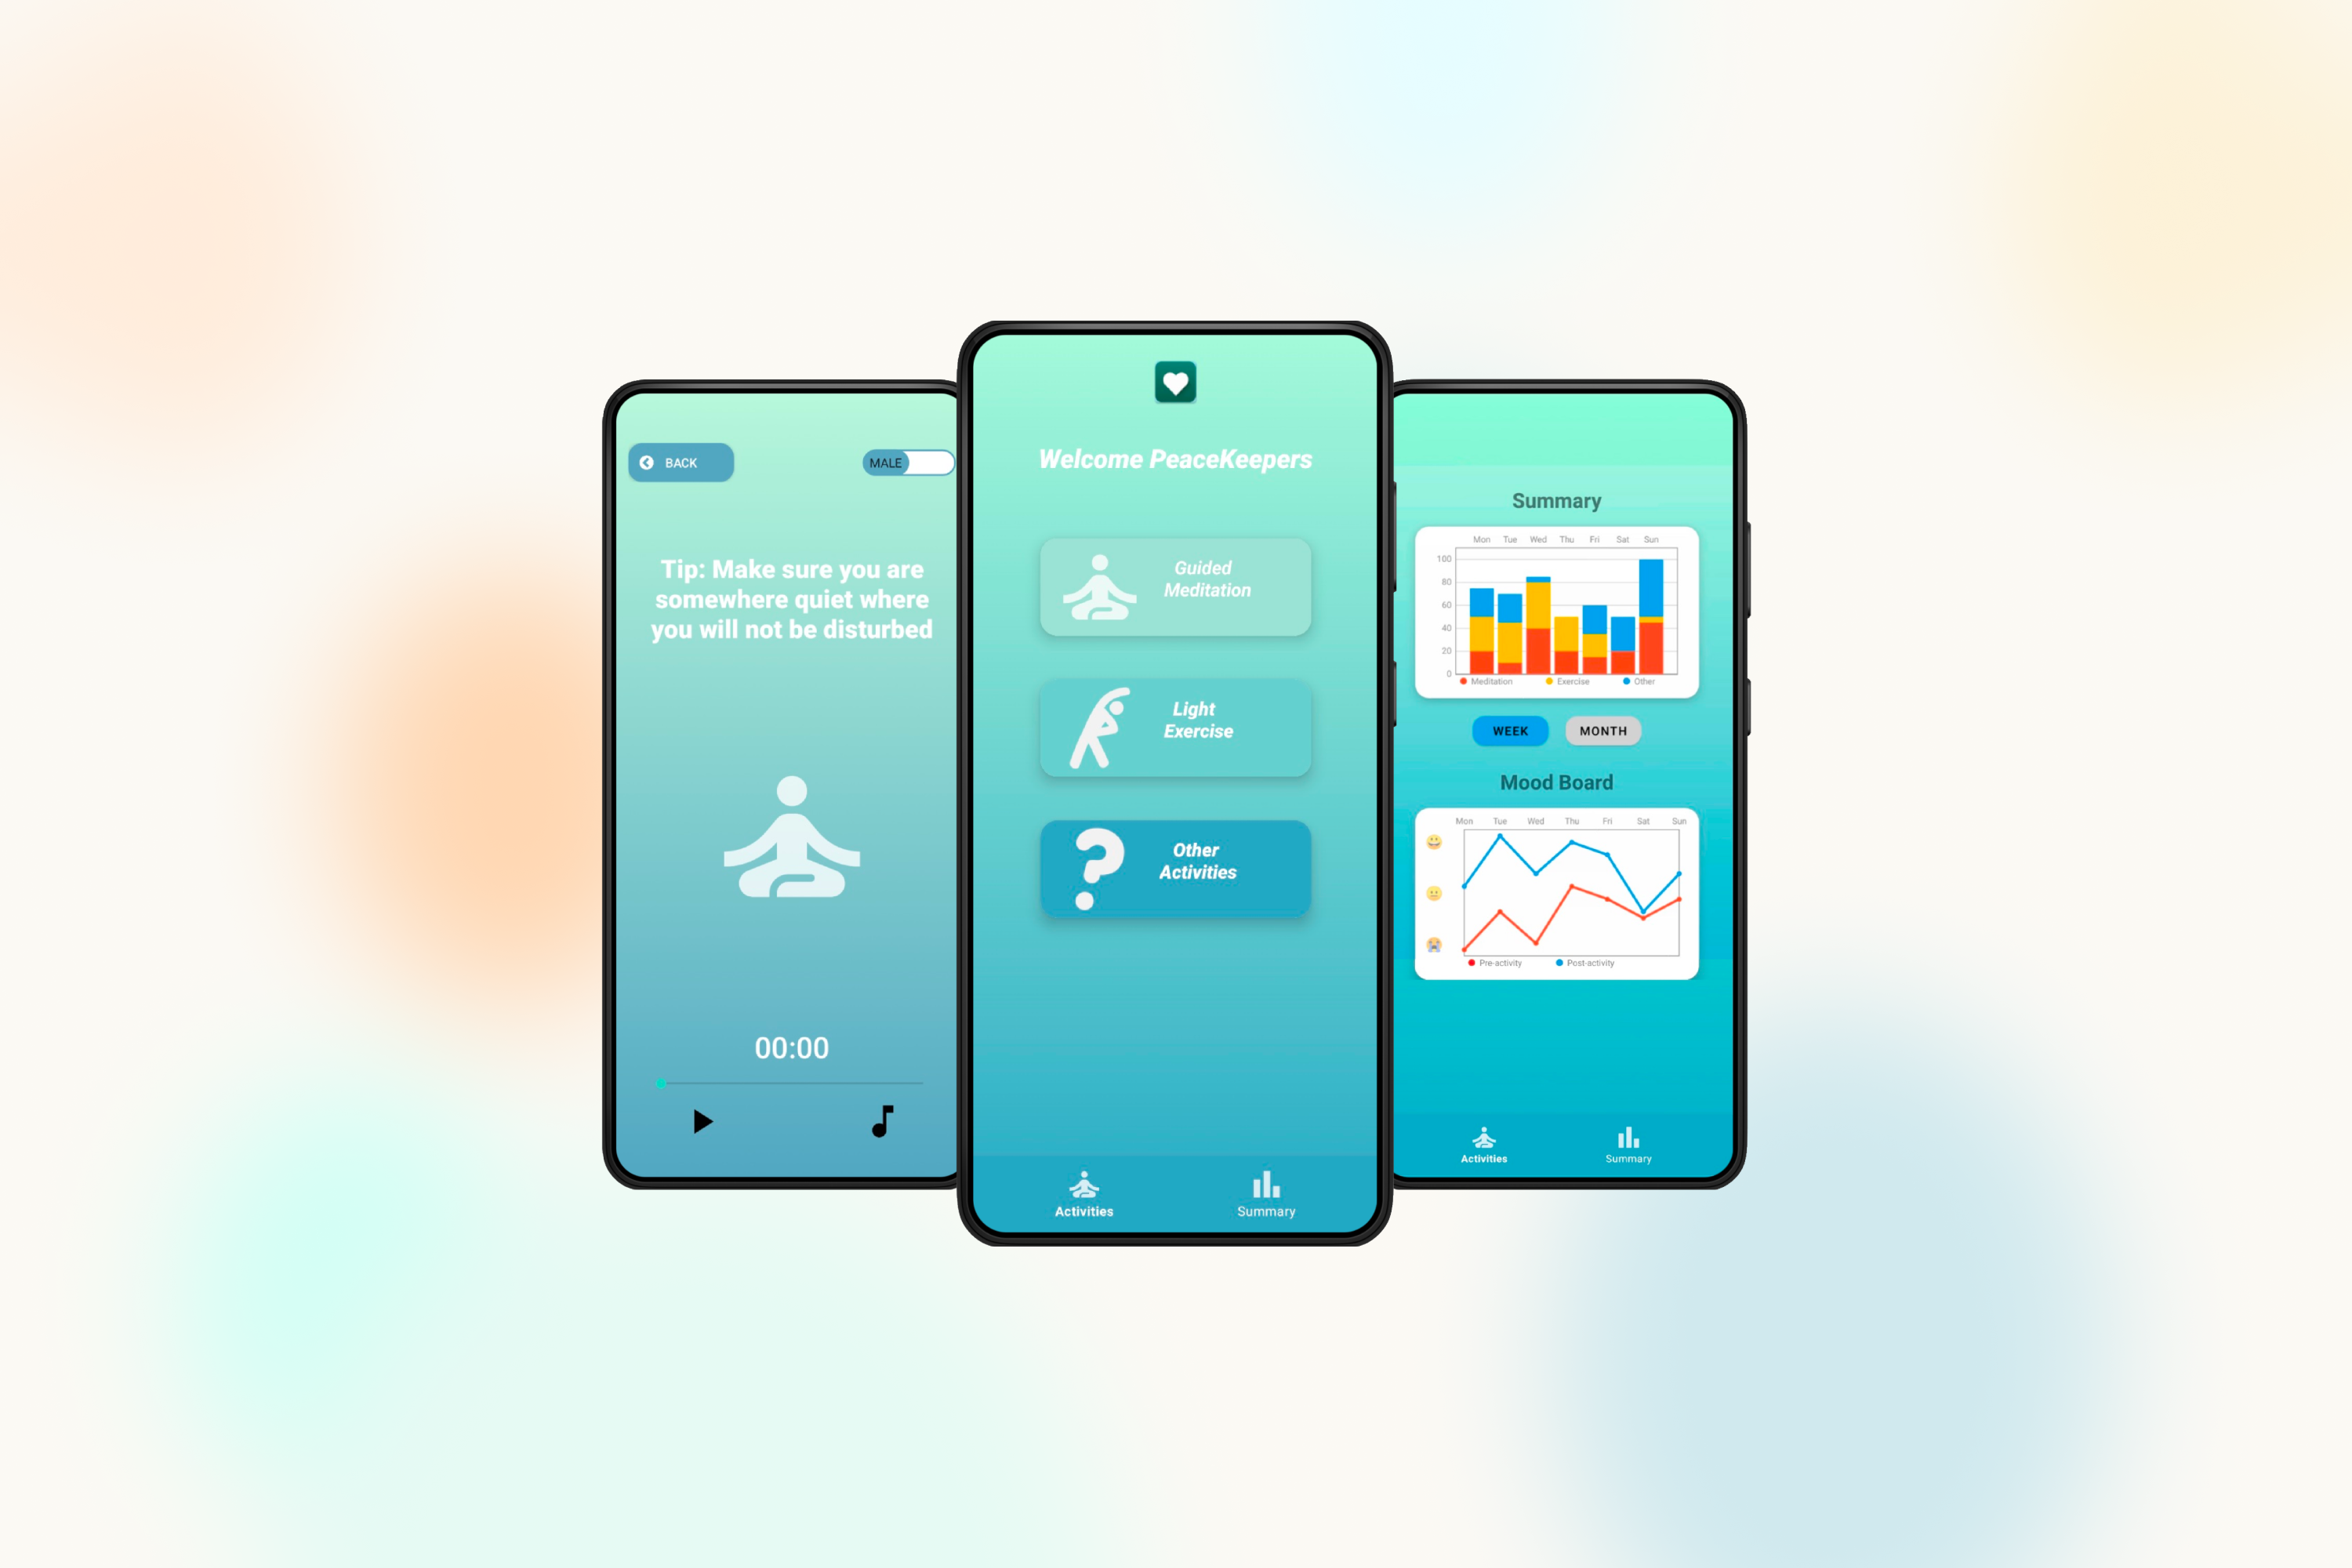 BACK
MALE
Tip: Make sure you are
somewhere quiet where
you will not be disturbed
00:00
Welcome PeaceKeepers
Guided
Meditation
Light
Exercise
Other
Activities
Activities Summary
Summary
Mon Tue Wed Thu Fri Sat Sun
100
80
60
40
20
0
Meditation Exercise Other
WEEK MONTH
Mood Board
Mon Tue Wed Thu Fri Sat Sun
Pre-activity Post-activity
Activities Summary